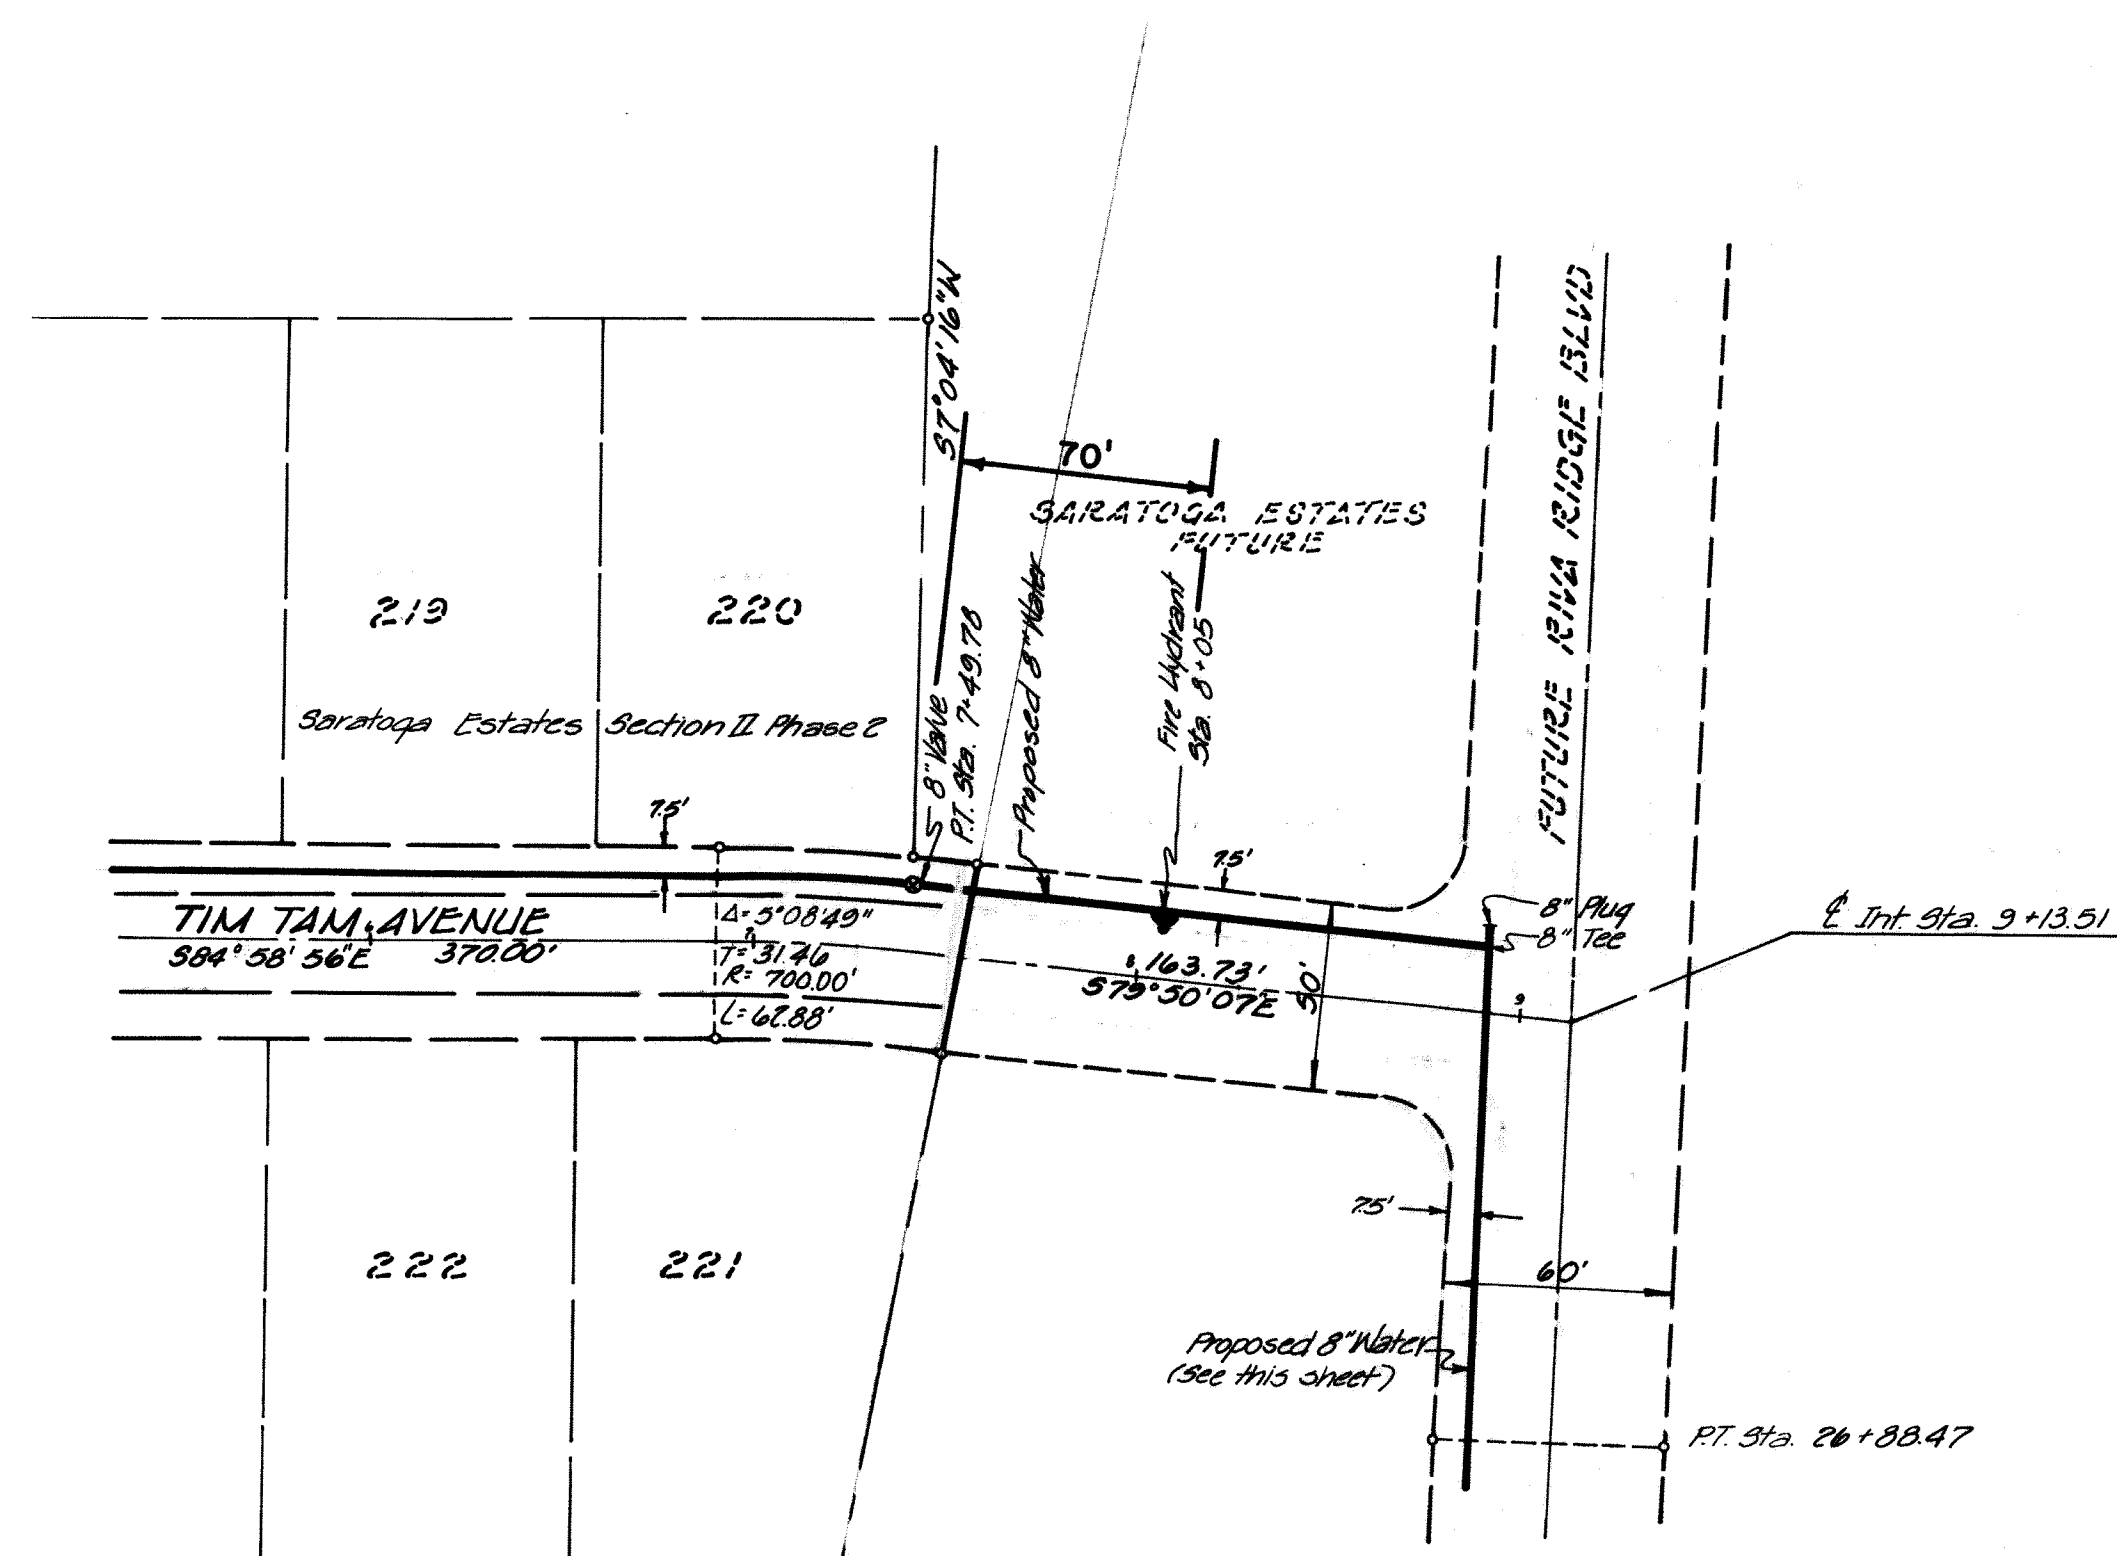 S7°04'16"W
70'
SARATOGA ESTATES
FUTURE
FUTURE RIVA RIDGE BLVD
219
220
Saratoga Estates Section II Phase 2
8" Valve
P.T. Sta. 7+49.78
Proposed 8" Water
Fire Hydrant
Sta. 8+05
7.5'
7.5'
8" Plug
8" Tee
℄ Int. Sta. 9+13.51
TIM TAM AVENUE
S84°58'56"E 370.00'
7
Δ=5°08'49"
T=31.46
R=700.00'
L=62.88'
8
163.73'
S79°50'07"E
50'
9
7.5'
60'
222
221
Proposed 8" Water
(See this sheet)
P.T. Sta. 26+88.47